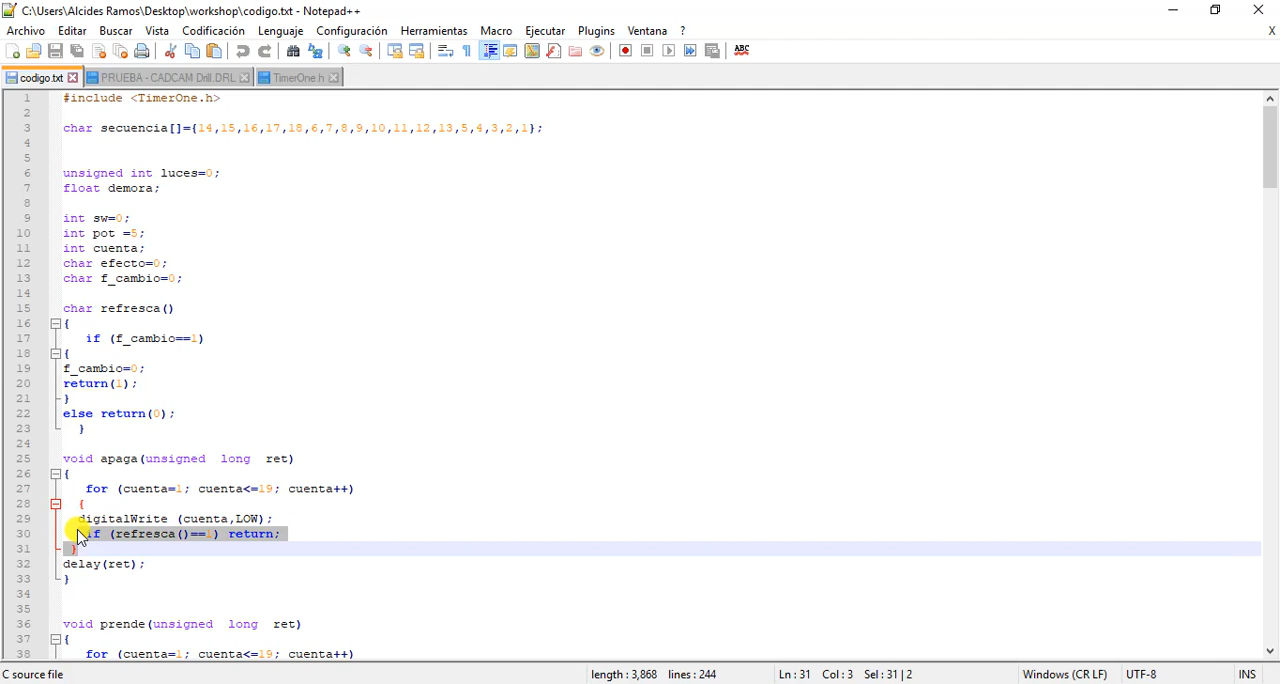 C:\Users\Alcides Ramos\Desktop\workshop\codigo.txt - Notepad++
Archivo Editar Buscar Vista Codificación Lenguaje Configuración Herramientas Macro Ejecutar Plugins Ventana ? X
codigo.txt PRUEBA - CADCAM Drill.DRL TimerOne.h
1 #include <TimerOne.h>
2
3 char secuencia[]={14,15,16,17,18,6,7,8,9,10,11,12,13,5,4,3,2,1};
4
5
6 unsigned int luces=0;
7 float demora;
8
9 int sw=0;
10 int pot =5;
11 int cuenta;
12 char efecto=0;
13 char f_cambio=0;
14
15 char refresca()
16 {
17 if (f_cambio==1)
18 {
19 f_cambio=0;
20 return(1);
21 }
22 else return(0);
23 }
24
25 void apaga(unsigned long ret)
26 {
27 for (cuenta=1; cuenta<=19; cuenta++)
28 {
29 digitalWrite (cuenta,LOW);
30 if (refresca()==1) return;
31 }
32 delay(ret);
33 }
34
35
36 void prende(unsigned long ret)
37 {
38 for (cuenta=1; cuenta<=19; cuenta++)
C source file length : 3,868 lines : 244 Ln : 31 Col : 3 Sel : 31 | 2 Windows (CR LF) UTF-8 INS